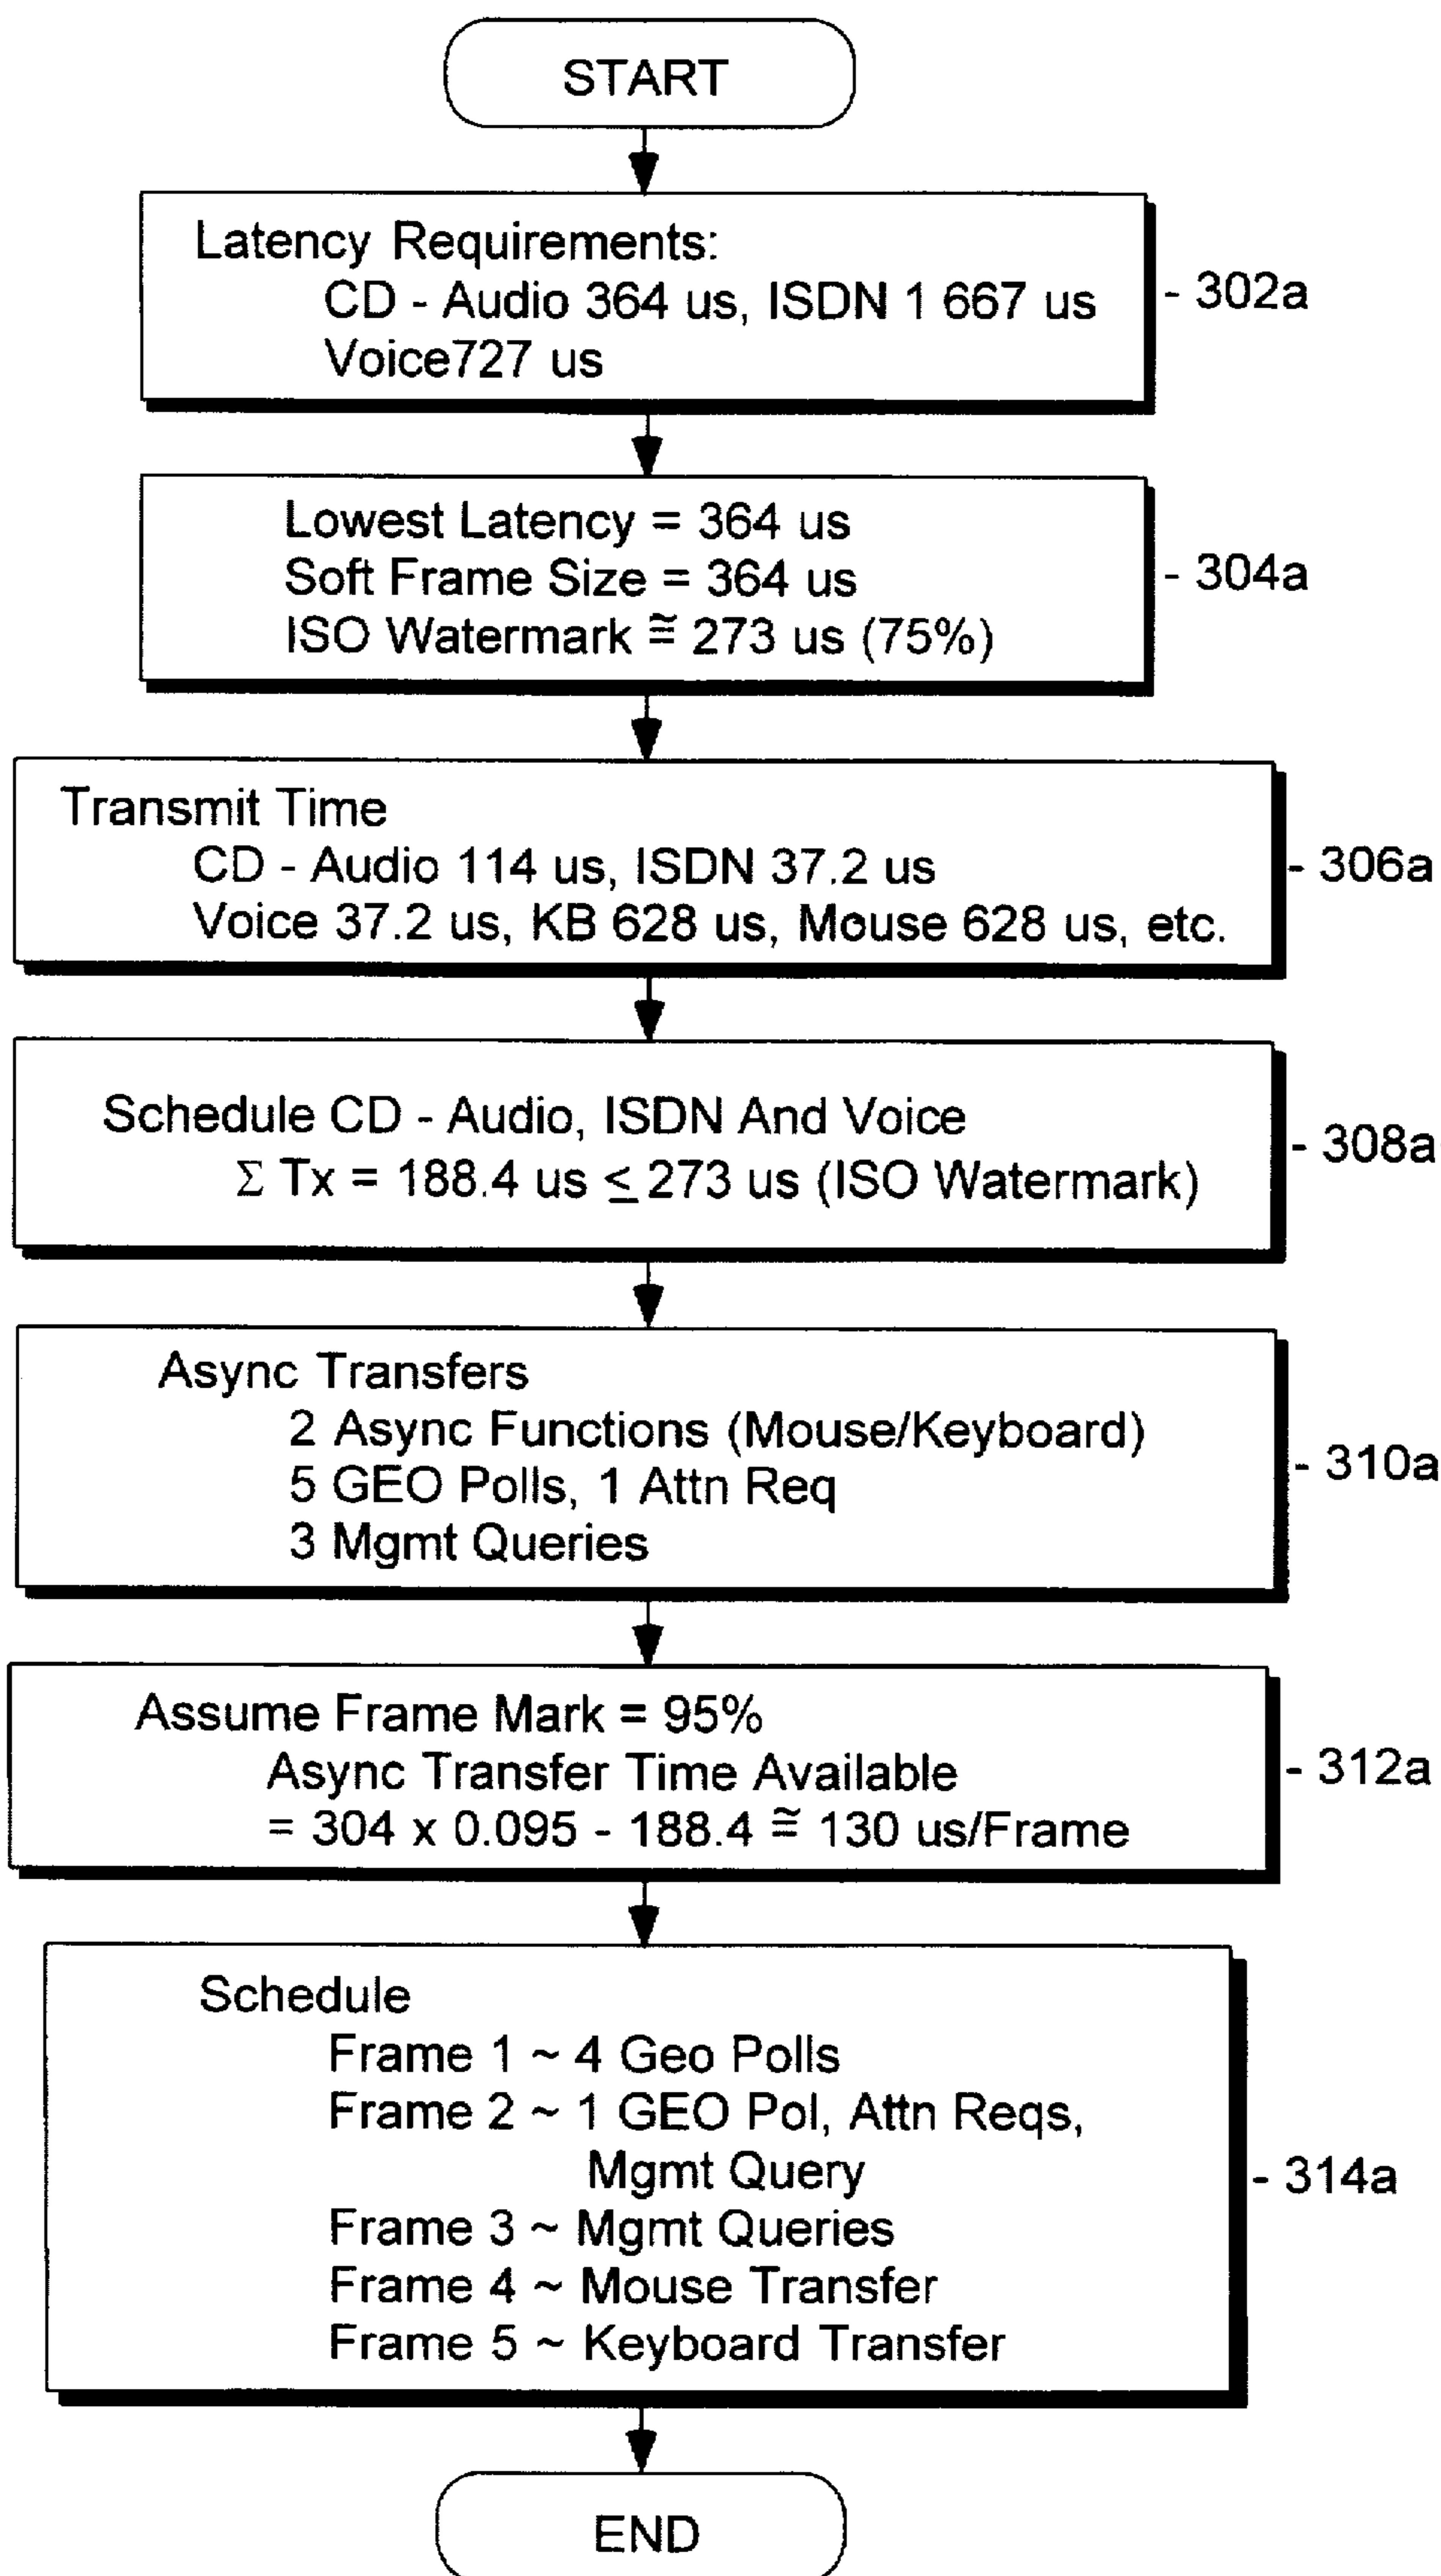 START
Latency Requirements:
CD - Audio 364 us, ISDN 1 667 us
Voice727 us
- 302a
Lowest Latency = 364 us
Soft Frame Size = 364 us
ISO Watermark ≅ 273 us (75%)
- 304a
Transmit Time
CD - Audio 114 us, ISDN 37.2 us
Voice 37.2 us, KB 628 us, Mouse 628 us, etc.
- 306a
Schedule CD - Audio, ISDN And Voice
Σ Tx = 188.4 us ≤ 273 us (ISO Watermark)
- 308a
Async Transfers
2 Async Functions (Mouse/Keyboard)
5 GEO Polls, 1 Attn Req
3 Mgmt Queries
- 310a
Assume Frame Mark = 95%
Async Transfer Time Available
= 304 x 0.095 - 188.4 ≅ 130 us/Frame
- 312a
Schedule
Frame 1 ~ 4 Geo Polls
Frame 2 ~ 1 GEO Pol, Attn Reqs,
Mgmt Query
Frame 3 ~ Mgmt Queries
Frame 4 ~ Mouse Transfer
Frame 5 ~ Keyboard Transfer
- 314a
END